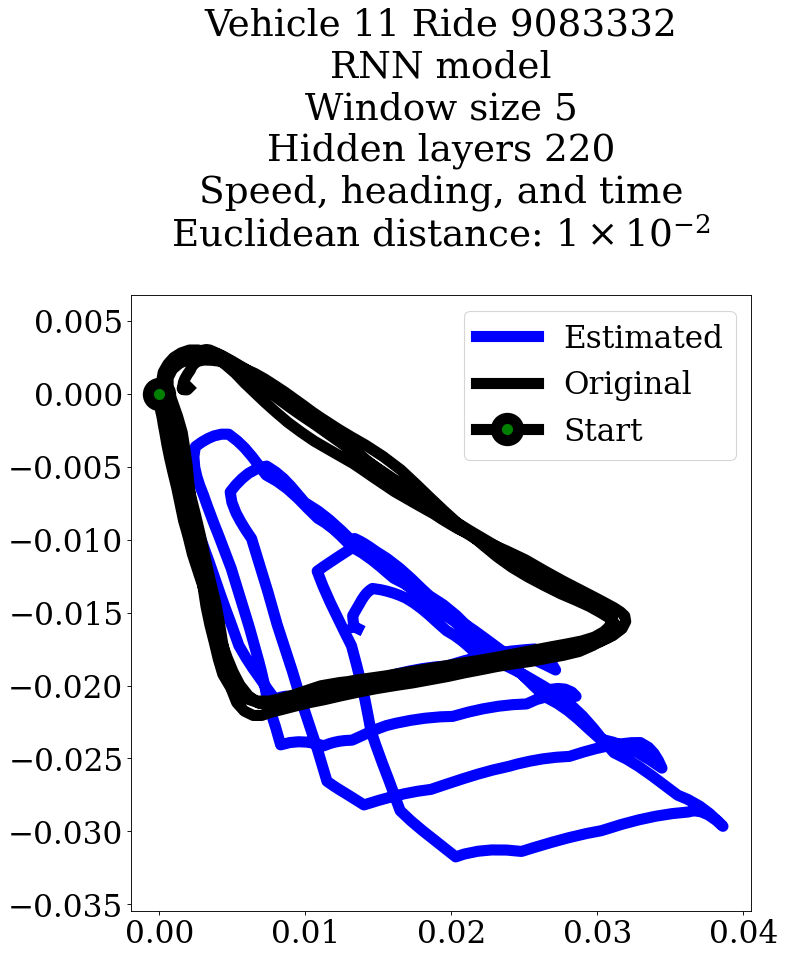 Vehicle 11 Ride 9083332
RNN model
Window size 5
Hidden layers 220
Speed, heading, and time
Euclidean distance: 1 × 10⁻²
Estimated
Original
Start
0.005
0.000
−0.005
−0.010
−0.015
−0.020
−0.025
−0.030
−0.035
0.00 0.01 0.02 0.03 0.04